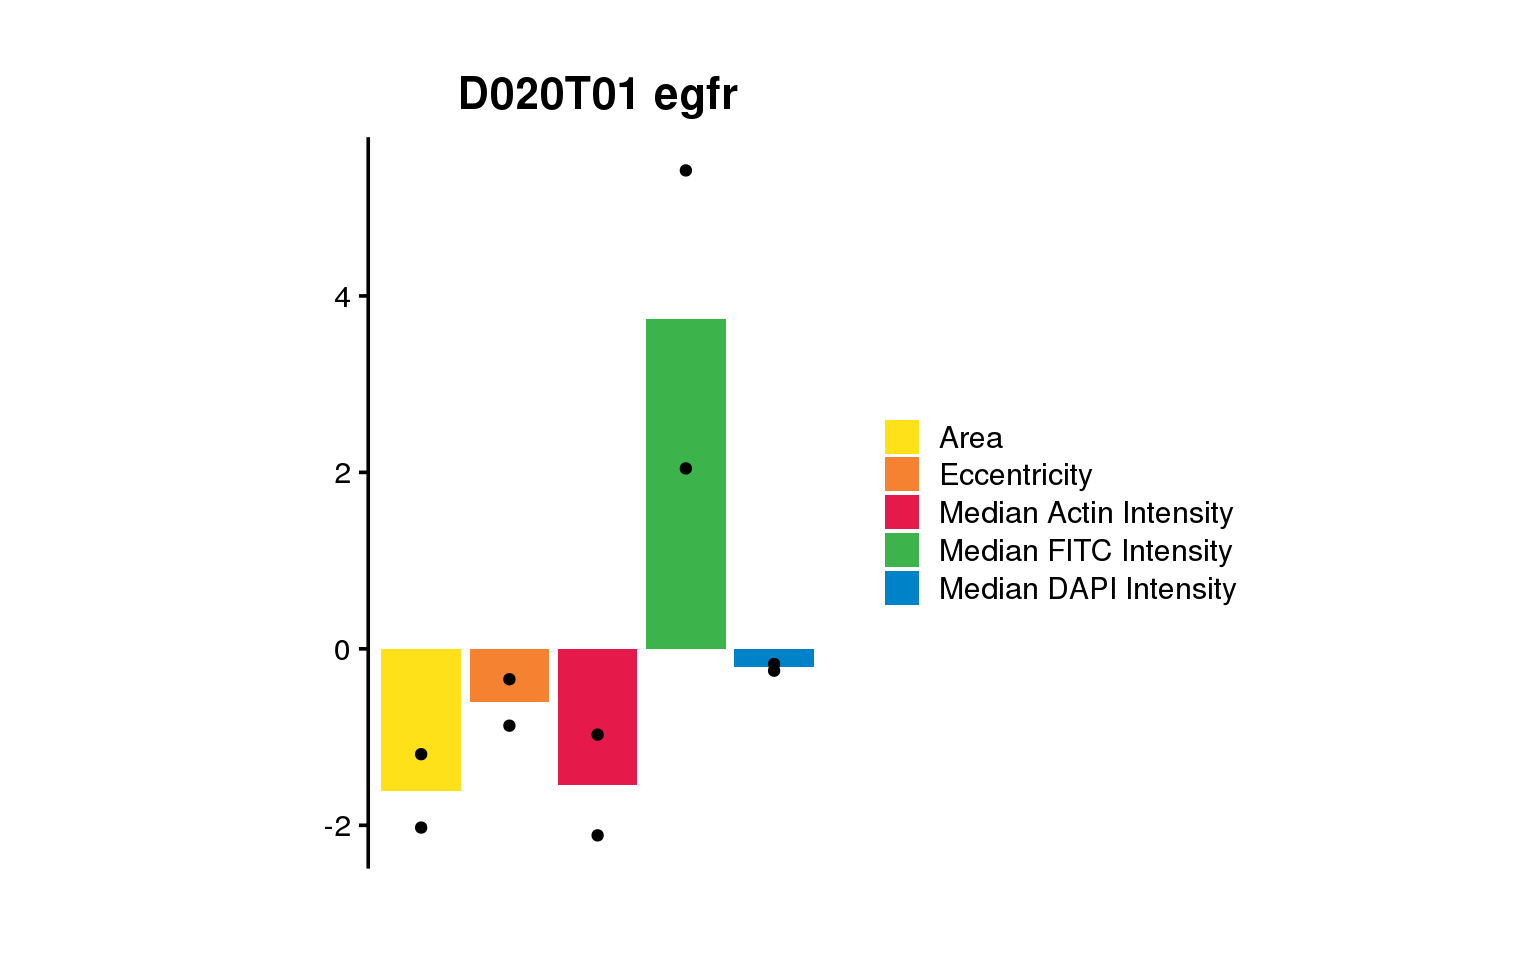 D020T01 egfr
4
2
0
-2
Area
Eccentricity
Median Actin Intensity
Median FITC Intensity
Median DAPI Intensity